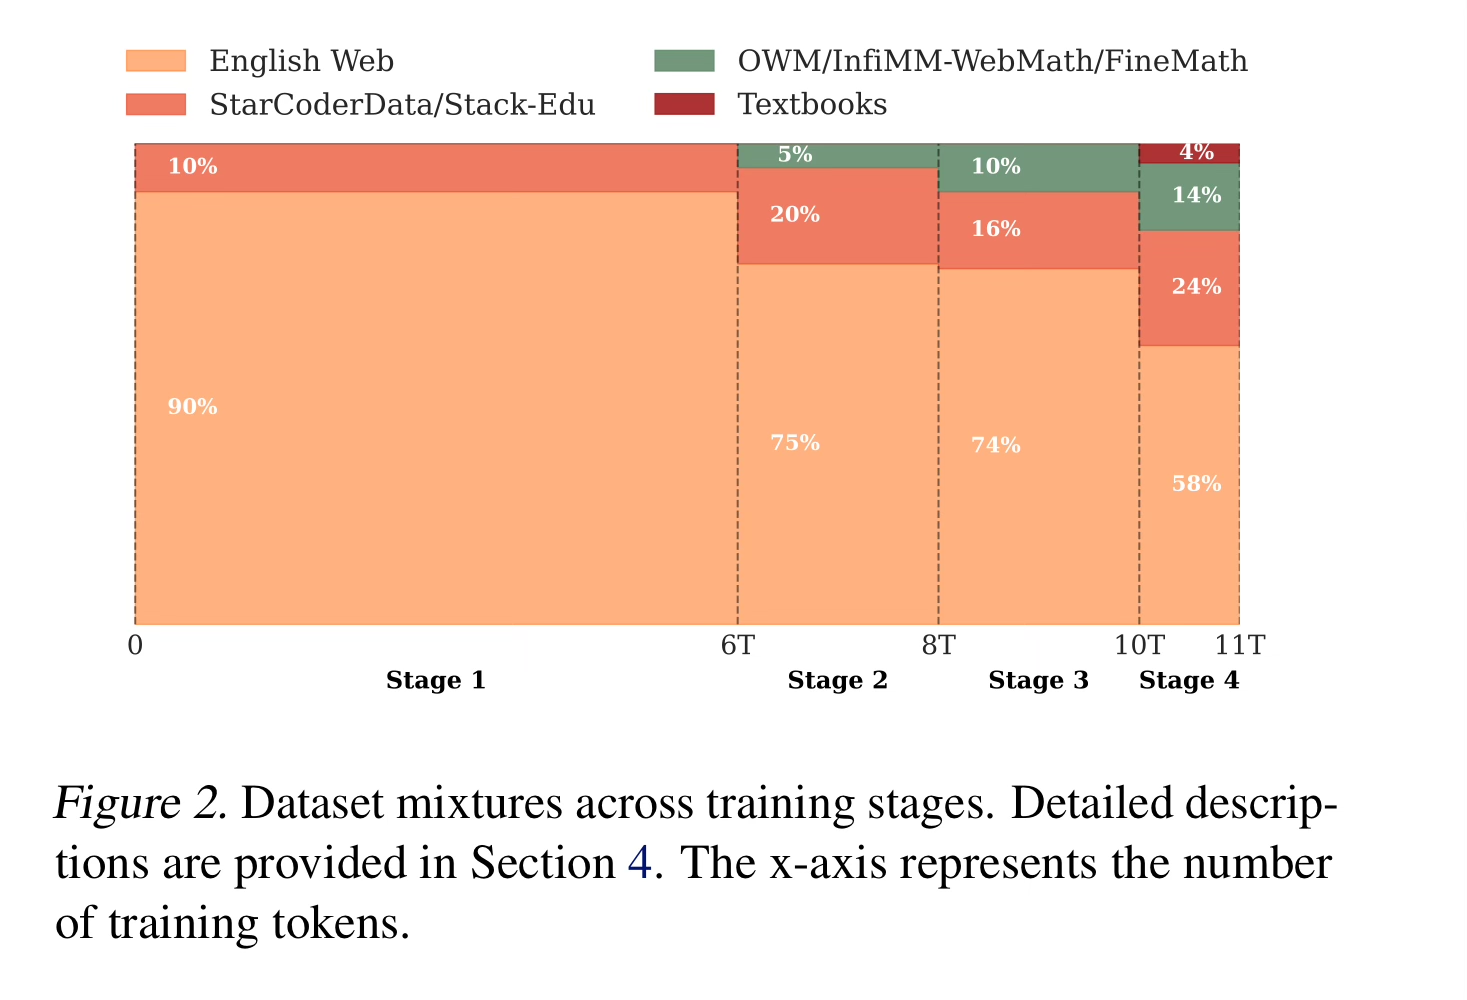 English Web
OWM/InfiMM-WebMath/FineMath
StarCoderData/Stack-Edu
Textbooks
10%
5%
10%
4%
14%
20%
16%
24%
90%
75%
74%
58%
0
6T
8T
10T
11T
Stage 1
Stage 2
Stage 3
Stage 4
Figure 2. Dataset mixtures across training stages. Detailed descrip-
tions are provided in Section 4. The x-axis represents the number
of training tokens.